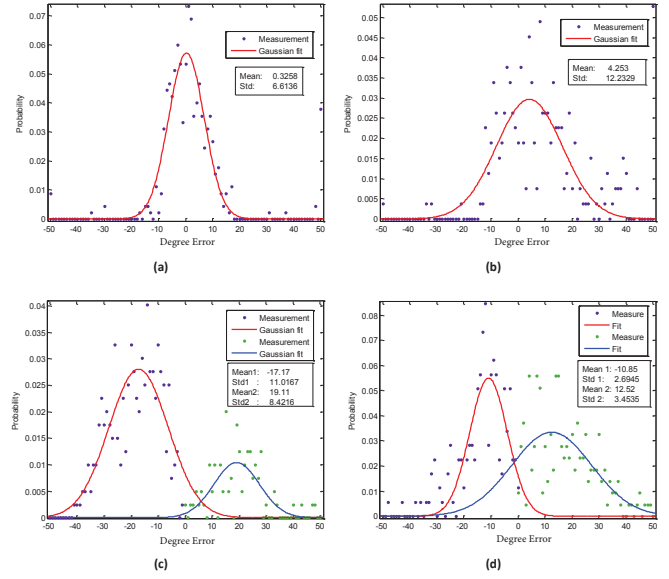 0.07
0.06
0.05
0.04
0.03
0.02
0.01
0
Probability
-50 -40 -30 -20 -10 0 10 20 30 40 50
Degree Error
Measurement
Gaussian fit
Mean: 0.3258
Std: 6.6136
(a)
0.05
0.045
0.04
0.035
0.03
0.025
0.02
0.015
0.01
0.005
0
Probability
-50 -40 -30 -20 -10 0 10 20 30 40 50
Degree Error
Measurement
Gaussian fit
Mean: 4.253
Std: 12.2329
(b)
0.04
0.035
0.03
0.025
0.02
0.015
0.01
0.005
0
Probability
-50 -40 -30 -20 -10 0 10 20 30 40 50
Degree Error
Measurement
Gaussian fit
Measurement
Gaussian fit
Mean1: -17.17
Std1 : 11.0167
Mean2: 19.11
Std2 : 8.4216
(c)
0.08
0.07
0.06
0.05
0.04
0.03
0.02
0.01
0
Probability
-50 -40 -30 -20 -10 0 10 20 30 40 50
Degree Error
Measure
Fit
Measure
Fit
Mean 1: -10.85
Std 1: 2.6945
Mean 2: 12.52
Std 2: 3.4535
(d)